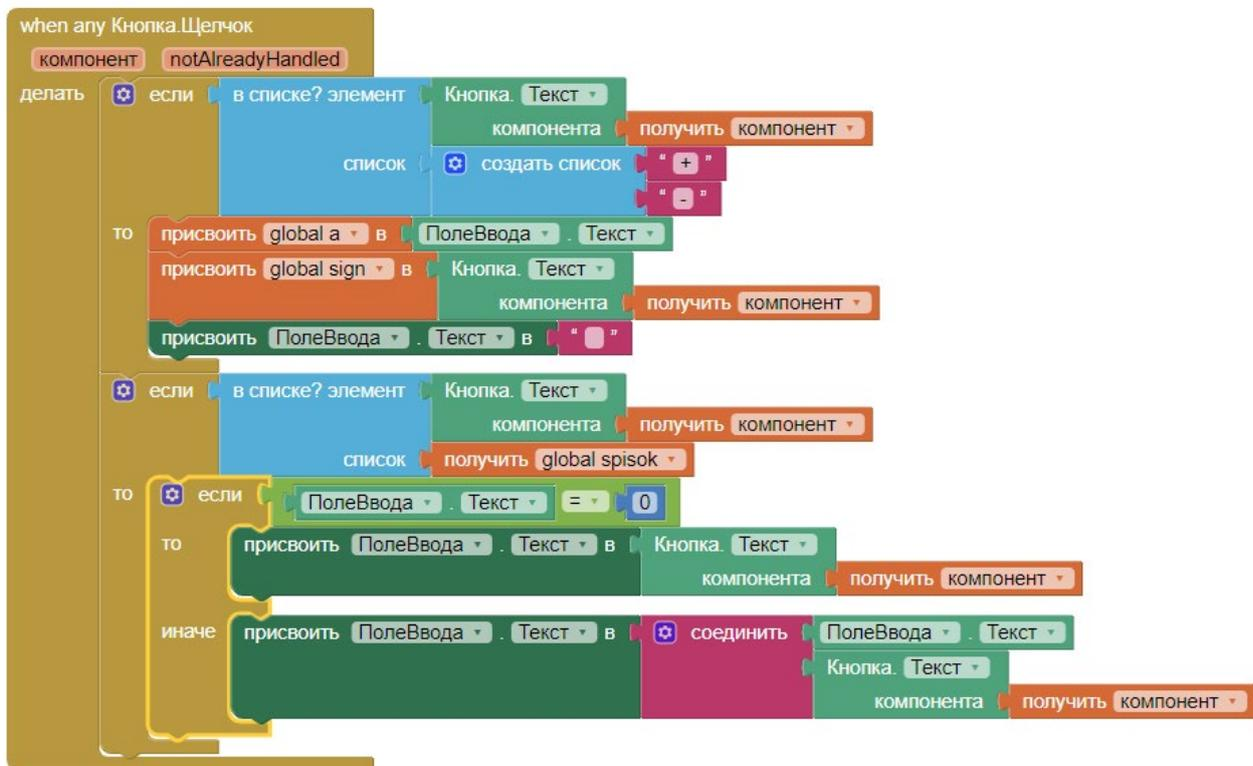 when any Кнопка.Щелчок
компонент notAlreadyHandled
делать если в списке? элемент Кнопка. Текст
компонента получить компонент
список создать список " + "
" - "
то присвоить global a в ПолеВвода . Текст
присвоить global sign в Кнопка. Текст
компонента получить компонент
присвоить ПолеВвода . Текст в " "
если в списке? элемент Кнопка. Текст
компонента получить компонент
список получить global spisok
то если ПолеВвода . Текст = 0
то присвоить ПолеВвода . Текст в Кнопка. Текст
компонента получить компонент
иначе присвоить ПолеВвода . Текст в соединить ПолеВвода . Текст
Кнопка. Текст
компонента получить компонент